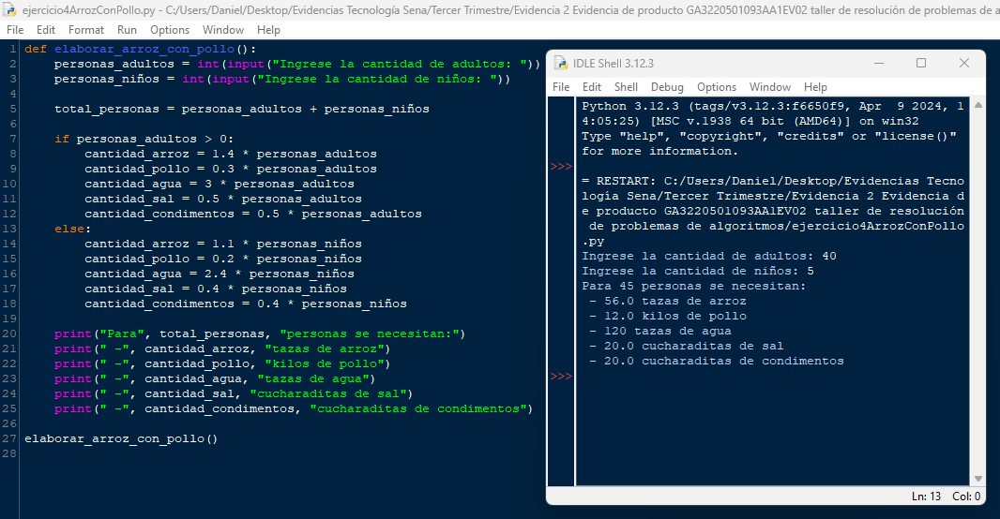 ejercicio4ArrozConPollo.py - C:/Users/Daniel/Desktop/Evidencias Tecnología Sena/Tercer Trimestre/Evidencia 2 Evidencia de producto GA3220501093AA1EV02 taller de resolución de problemas de a
File Edit Format Run Options Window Help
1 def elaborar_arroz_con_pollo():
2     personas_adultos = int(input("Ingrese la cantidad de adultos: "))
3     personas_niños = int(input("Ingrese la cantidad de niños: "))
4
5     total_personas = personas_adultos + personas_niños
6
7     if personas_adultos > 0:
8         cantidad_arroz = 1.4 * personas_adultos
9         cantidad_pollo = 0.3 * personas_adultos
10         cantidad_agua = 3 * personas_adultos
11         cantidad_sal = 0.5 * personas_adultos
12         cantidad_condimentos = 0.5 * personas_adultos
13     else:
14         cantidad_arroz = 1.1 * personas_niños
15         cantidad_pollo = 0.2 * personas_niños
16         cantidad_agua = 2.4 * personas_niños
17         cantidad_sal = 0.4 * personas_niños
18         cantidad_condimentos = 0.4 * personas_niños
19
20     print("Para", total_personas, "personas se necesitan:")
21     print(" -", cantidad_arroz, "tazas de arroz")
22     print(" -", cantidad_pollo, "kilos de pollo")
23     print(" -", cantidad_agua, "tazas de agua")
24     print(" -", cantidad_sal, "cucharaditas de sal")
25     print(" -", cantidad_condimentos, "cucharaditas de condimentos")
26
27 elaborar_arroz_con_pollo()
28
IDLE Shell 3.12.3
File Edit Shell Debug Options Window Help
Python 3.12.3 (tags/v3.12.3:f6650f9, Apr  9 2024, 1
4:05:25) [MSC v.1938 64 bit (AMD64)] on win32
Type "help", "copyright", "credits" or "license()"
for more information.
>>>
= RESTART: C:/Users/Daniel/Desktop/Evidencias Tecno
logía Sena/Tercer Trimestre/Evidencia 2 Evidencia d
e producto GA3220501093AA1EV02 taller de resolución
 de problemas de algoritmos/ejercicio4ArrozConPollo
.py
Ingrese la cantidad de adultos: 40
Ingrese la cantidad de niños: 5
Para 45 personas se necesitan:
 - 56.0 tazas de arroz
 - 12.0 kilos de pollo
 - 120 tazas de agua
 - 20.0 cucharaditas de sal
 - 20.0 cucharaditas de condimentos
>>>
Ln: 13 Col: 0